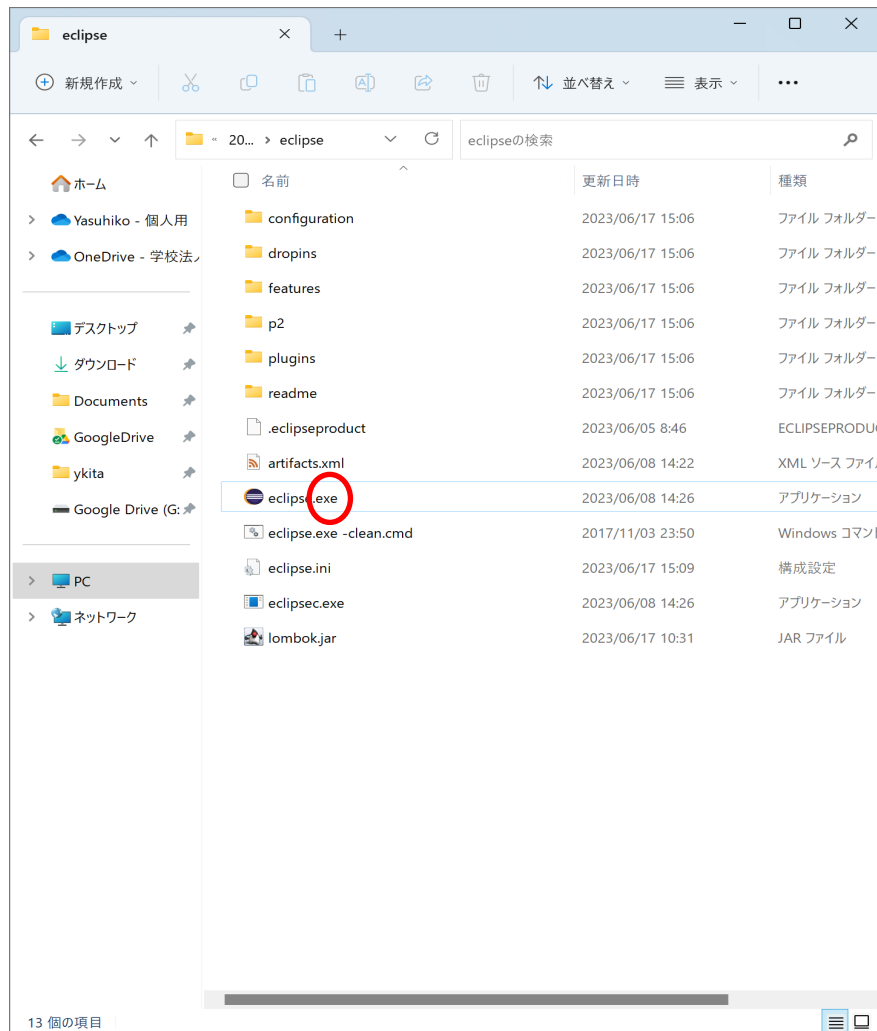 eclipse
新規作成
並べ替え
表示
20... eclipse
eclipseの検索
ホーム
Yasuhiko - 個人用
OneDrive - 学校法人
デスクトップ
ダウンロード
Documents
GoogleDrive
ykita
Google Drive (G:
PC
ネットワーク
名前 更新日時 種類
configuration 2023/06/17 15:06 ファイル フォルダー
dropins 2023/06/17 15:06 ファイル フォルダー
features 2023/06/17 15:06 ファイル フォルダー
p2 2023/06/17 15:06 ファイル フォルダー
plugins 2023/06/17 15:06 ファイル フォルダー
readme 2023/06/17 15:06 ファイル フォルダー
.eclipseproduct 2023/06/05 8:46 ECLIPSEPRODU
artifacts.xml 2023/06/08 14:22 XML ソース ファイ
eclipse.exe 2023/06/08 14:26 アプリケーション
eclipse.exe -clean.cmd 2017/11/03 23:50 Windows コマン
eclipse.ini 2023/06/17 15:09 構成設定
eclipsec.exe 2023/06/08 14:26 アプリケーション
lombok.jar 2023/06/17 10:31 JAR ファイル
13 個の項目